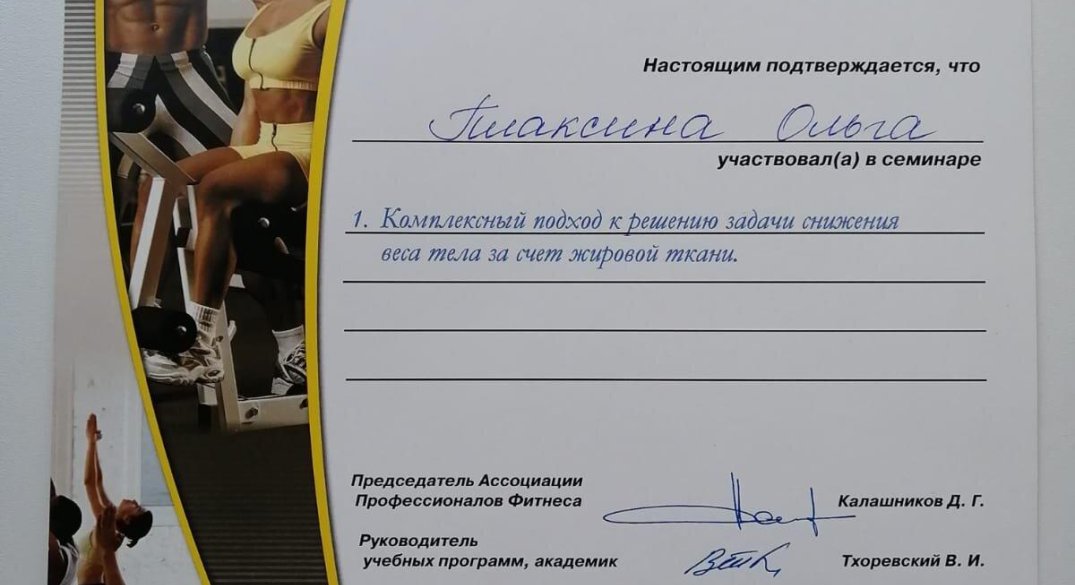 Настоящим подтверждается, что
Плаксина Ольга
участвовал(а) в семинаре
1. Комплексный подход к решению задачи снижения
веса тела за счет жировой ткани.
Председатель Ассоциации
Профессионалов Фитнеса
Калашников Д. Г.
Руководитель
учебных программ, академик
Тхоревский В. И.